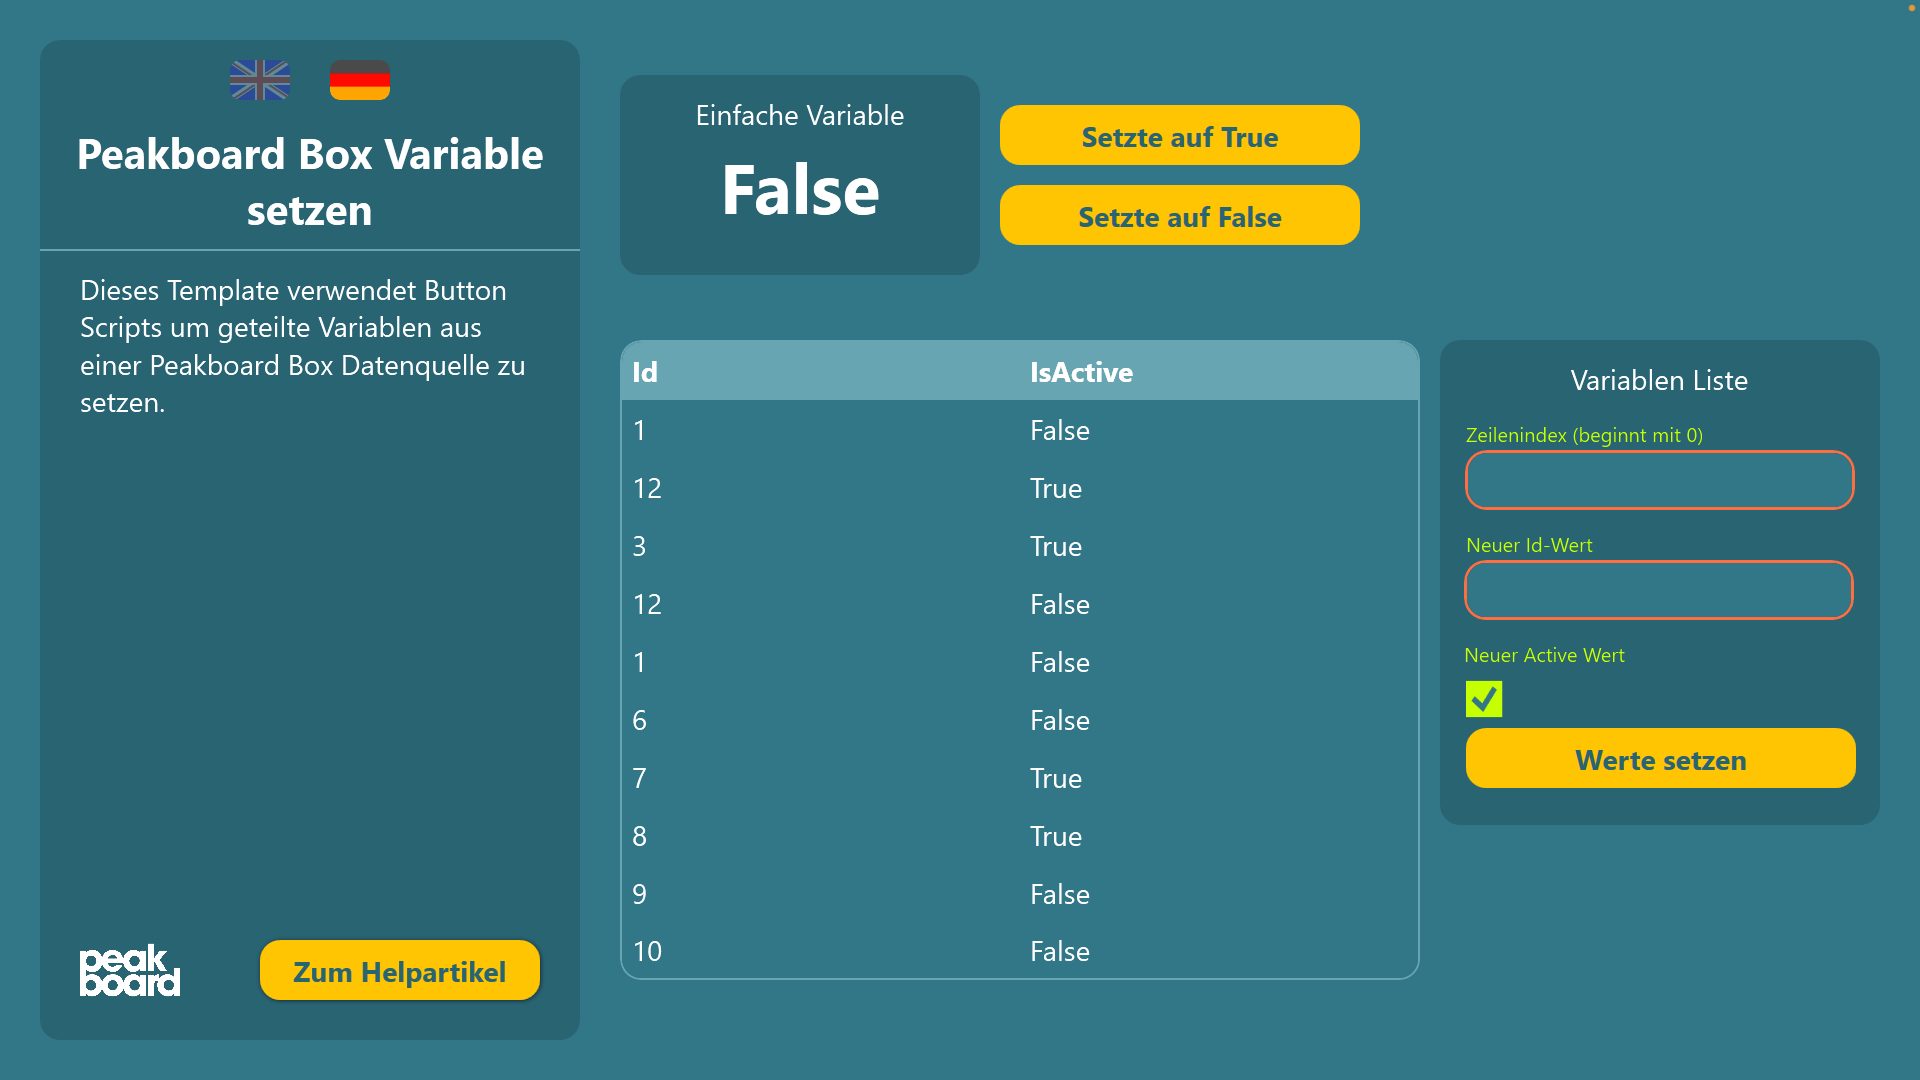 Peakboard Box Variable
setzen
Dieses Template verwendet Button
Scripts um geteilte Variablen aus
einer Peakboard Box Datenquelle zu
setzen.
peak
board
Zum Helpartikel
Einfache Variable
False
Setzte auf True
Setzte auf False
Id IsActive
1 False
12 True
3 True
12 False
1 False
6 False
7 True
8 True
9 False
10 False
Variablen Liste
Zeilenindex (beginnt mit 0)
Neuer Id-Wert
Neuer Active Wert
Werte setzen